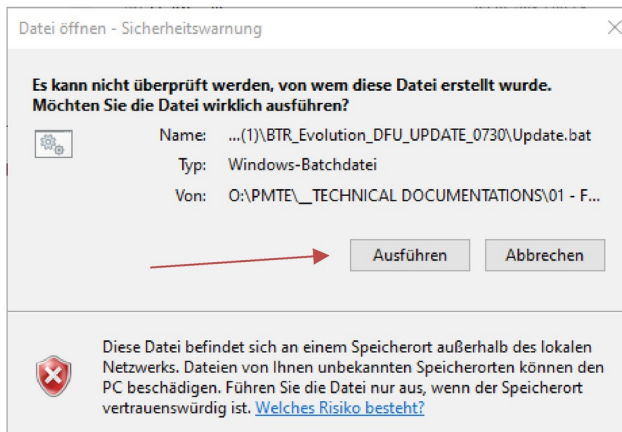 Datei öffnen - Sicherheitswarnung
Es kann nicht überprüft werden, von wem diese Datei erstellt wurde.
Möchten Sie die Datei wirklich ausführen?
Name: ...(1)\BTR_Evolution_DFU_UPDATE_0730\Update.bat
Typ: Windows-Batchdatei
Von: O:\PMTE\_TECHNICAL DOCUMENTATIONS\01 - F...
Ausführen Abbrechen
Diese Datei befindet sich an einem Speicherort außerhalb des lokalen
Netzwerks. Dateien von Ihnen unbekannten Speicherorten können den
PC beschädigen. Führen Sie die Datei nur aus, wenn der Speicherort
vertrauenswürdig ist. Welches Risiko besteht?